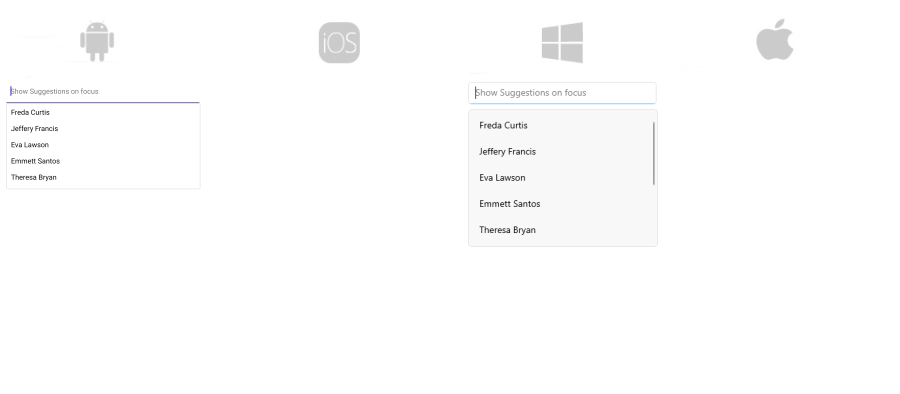 iOS
Show Suggestions on focus
Freda Curtis
Jeffery Francis
Eva Lawson
Emmett Santos
Theresa Bryan
Show Suggestions on focus
Freda Curtis
Jeffery Francis
Eva Lawson
Emmett Santos
Theresa Bryan